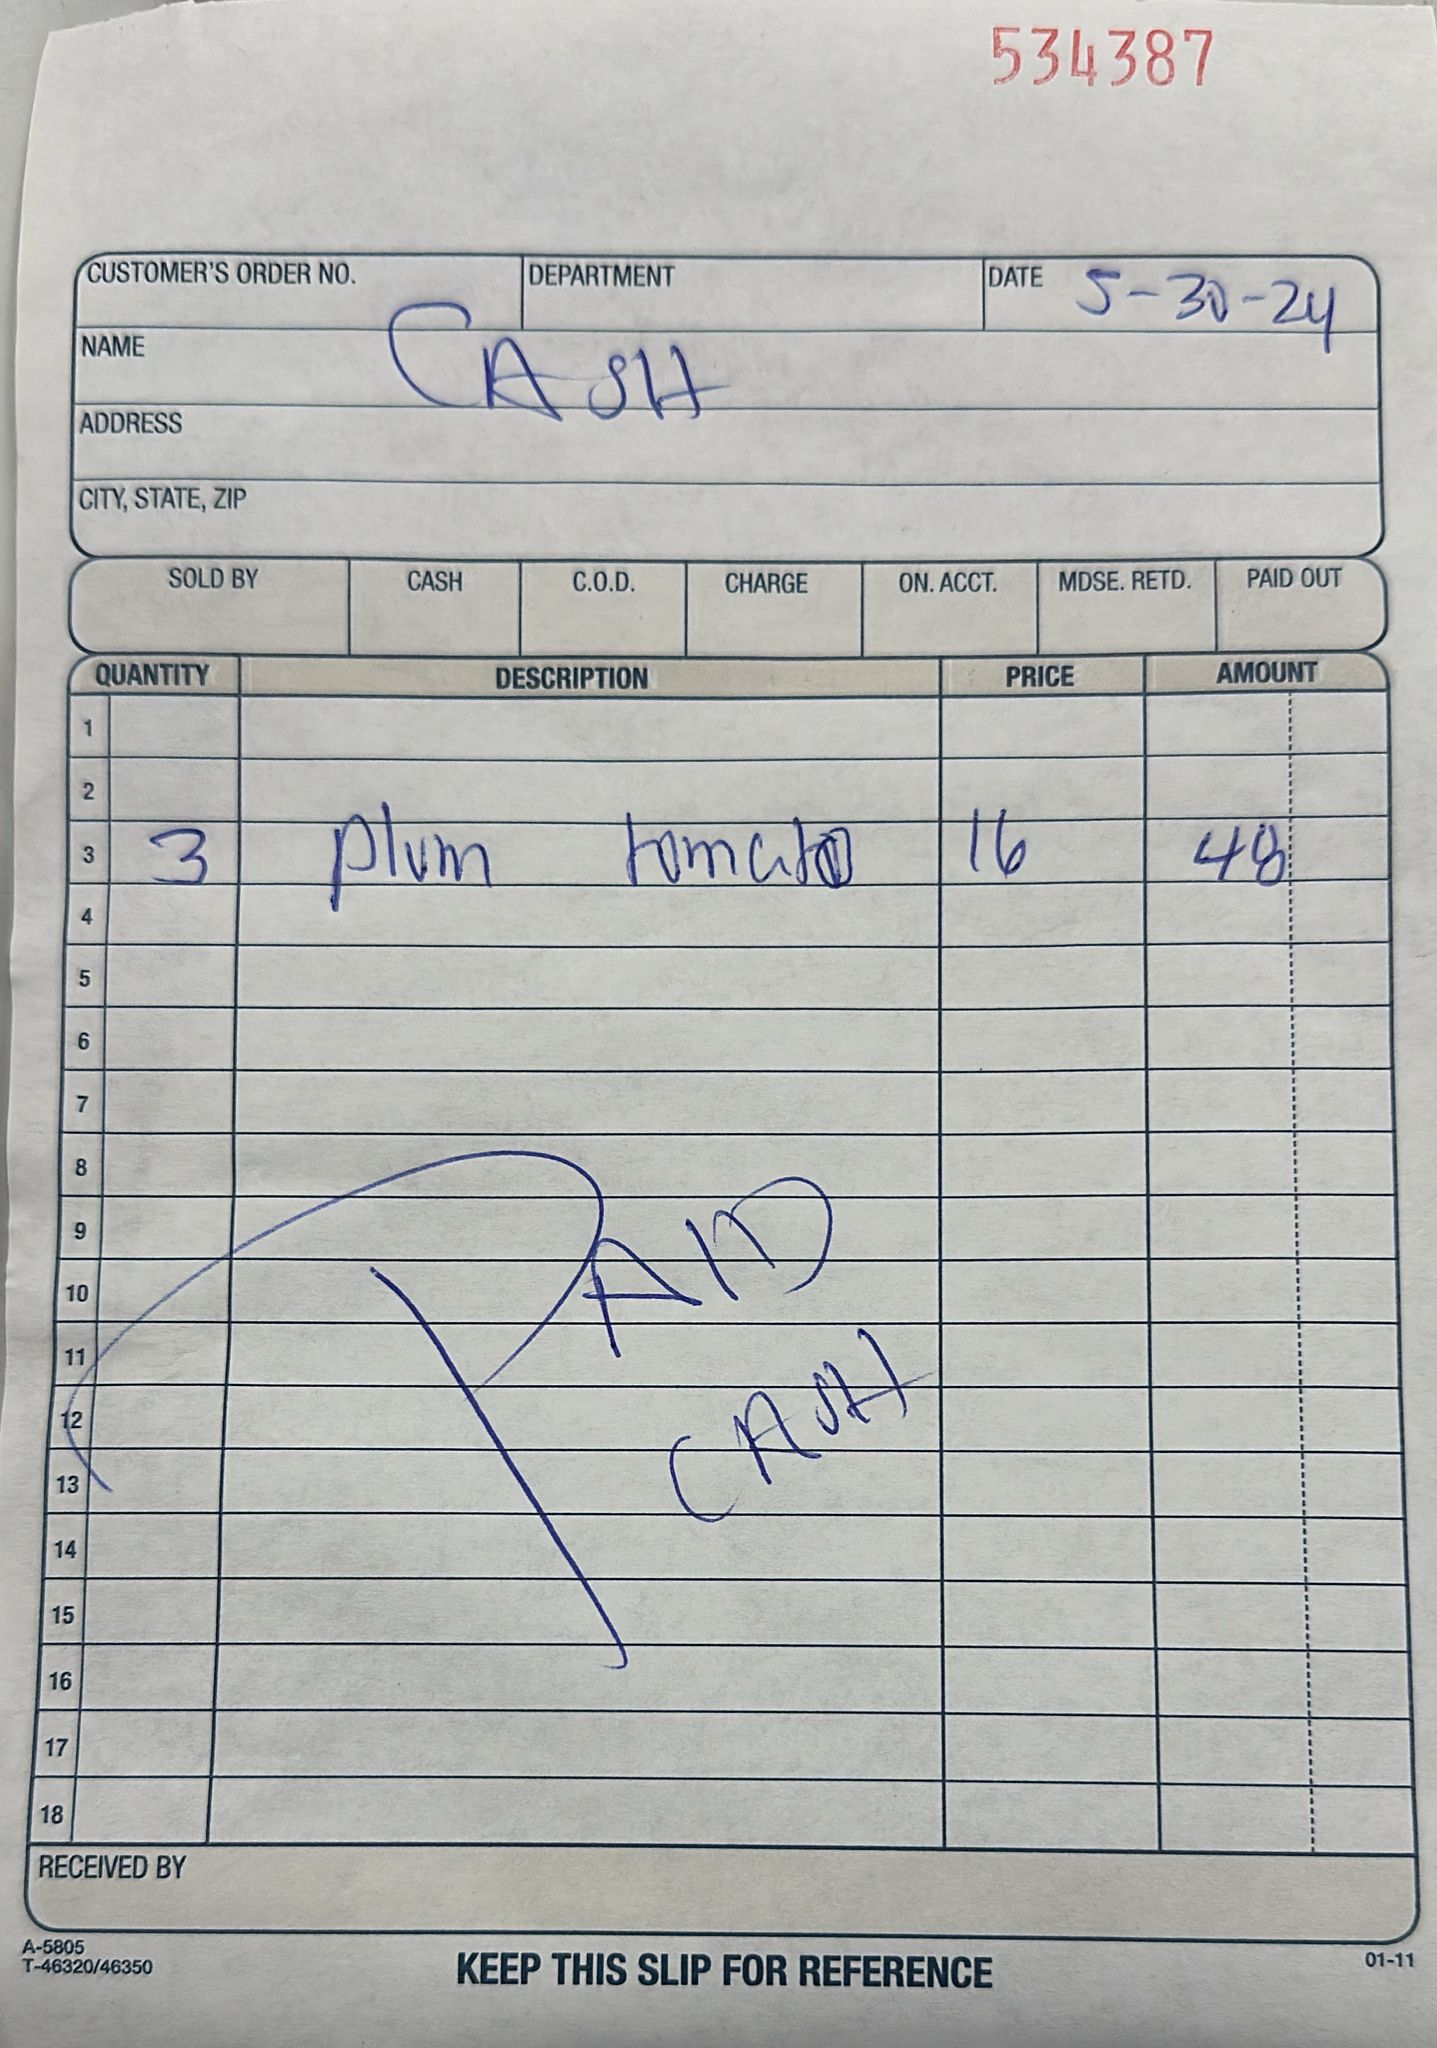 534387
CUSTOMER'S ORDER NO. DEPARTMENT DATE 5-30-24
NAME CASH
ADDRESS
CITY, STATE, ZIP
SOLD BY CASH C.O.D. CHARGE ON. ACCT. MDSE. RETD. PAID OUT
QUANTITY DESCRIPTION PRICE AMOUNT
1
2
3 3 plum tomato 16 48
4
5
6
7
8
9
10
11
12
13
14
15
16
17
18
PAID
CASH
RECEIVED BY
A-5805
T-46320/46350
KEEP THIS SLIP FOR REFERENCE
01-11